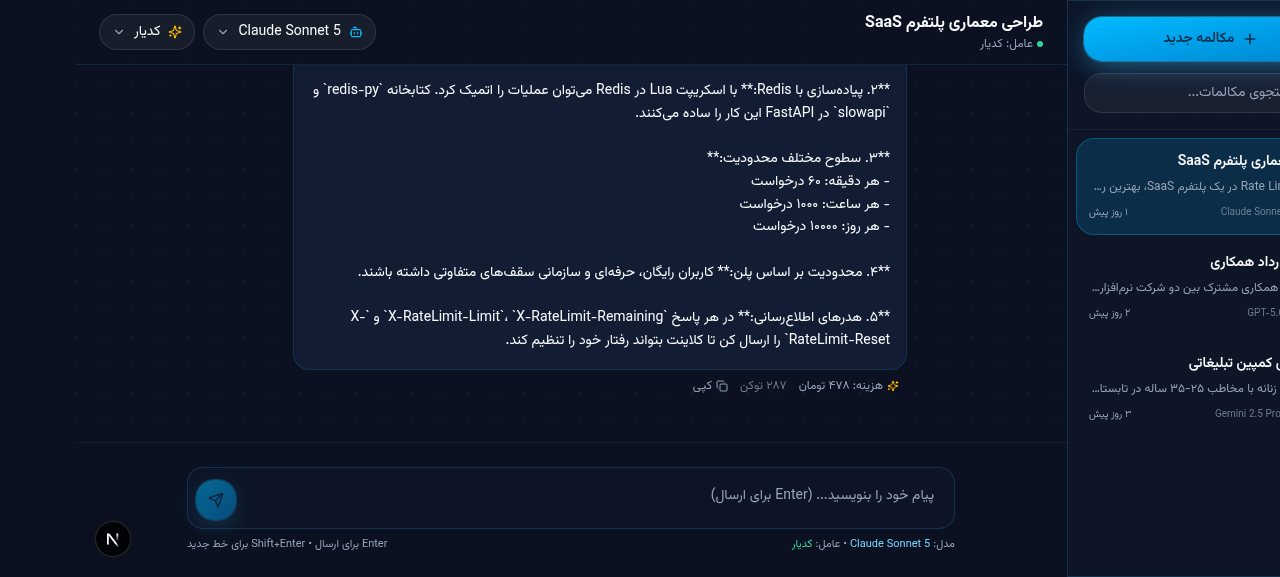 مکالمه جدید
جوی مکالمات...
ماری پلتفرم SaaS
Rate Li در یک پلتفرم SaaS، بهترین ر...
Claude Sonne
۱ روز پیش
رداد همکاری
همکاری مشترک بین دو شرکت نرم‌افزار...
GPT-5.
۲ روز پیش
کمپین تبلیغاتی
زنانه با مخاطب ۲۵-۳۵ ساله در تابستا...
Gemini 2.5 Pro
۳ روز پیش
طراحی معماری پلتفرم SaaS
عامل: کدیار
Claude Sonnet 5
کدیار
**۲. پیاده‌سازی با Redis:** با اسکریپت Lua در Redis می‌توان عملیات را اتمیک کرد. کتابخانه `redis-py` و
`slowapi` در FastAPI این کار را ساده می‌کنند.
**۳. سطوح مختلف محدودیت:**
- هر دقیقه: ۶۰ درخواست
- هر ساعت: ۱۰۰۰ درخواست
- هر روز: ۱۰۰۰۰ درخواست
**۴. محدودیت بر اساس پلن:** کاربران رایگان، حرفه‌ای و سازمانی سقف‌های متفاوتی داشته باشند.
**۵. هدرهای اطلاع‌رسانی:** در هر پاسخ `X-RateLimit-Limit`، `X-RateLimit-Remaining` و `X-
RateLimit-Reset` را ارسال کن تا کلاینت بتواند رفتار خود را تنظیم کند.
هزینه: ۴۷۸ تومان
۲۸۷ توکن
کپی
پیام خود را بنویسید... (Enter برای ارسال)
مدل: Claude Sonnet 5 • عامل: کدیار
Enter برای ارسال • Shift+Enter برای خط جدید
N